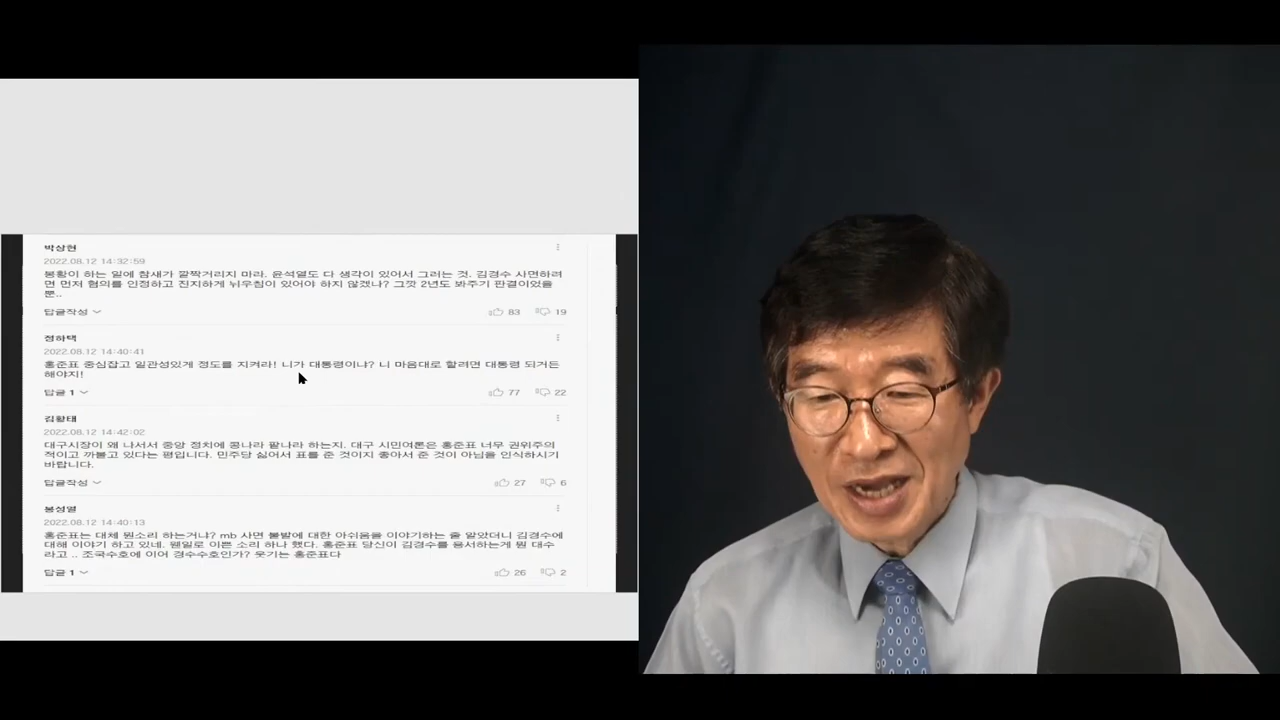 박상현
2022.08.12 14:32:59
봉황이 하는 일에 참새가 깔짝거리지 마라. 윤석열도 다 생각이 있어서 그러는 것. 김경수 사면하려
면 먼저 혐의를 인정하고 진지하게 뉘우침이 있어야 하지 않겠나? 그깟 2년도 봐주기 판결이었을
뿐..
답글작성
83 19
정하택
2022.08.12 14:40:41
홍준표 중심잡고 일관성있게 정도를 지켜라! 니가 대통령이냐? 니 마음대로 할려면 대통령 되거든
해야지!
답글 1
77 22
김황태
2022.08.12 14:42:02
대구시장이 왜 나서서 중앙 정치에 콩나라 팥나라 하는지. 대구 시민여론은 홍준표 너무 권위주의
적이고 까불고 있다는 평입니다. 민주당 싫어서 표를 준 것이지 좋아서 준 것이 아님을 인식하시기
바랍니다.
답글작성
27 6
봉성열
2022.08.12 14:40:13
홍준표는 대체 뭔소리 하는거냐? mb 사면 불발에 대한 아쉬움을 이야기하는 줄 알았더니 김경수에
대해 이야기 하고 있네. 웬일로 이쁜 소리 하나 했다. 홍준표 당신이 김경수를 용서하는게 뭔 대수
라고 .. 조국수호에 이어 경수수호인가? 웃기는 홍준표다
답글 1
26 2